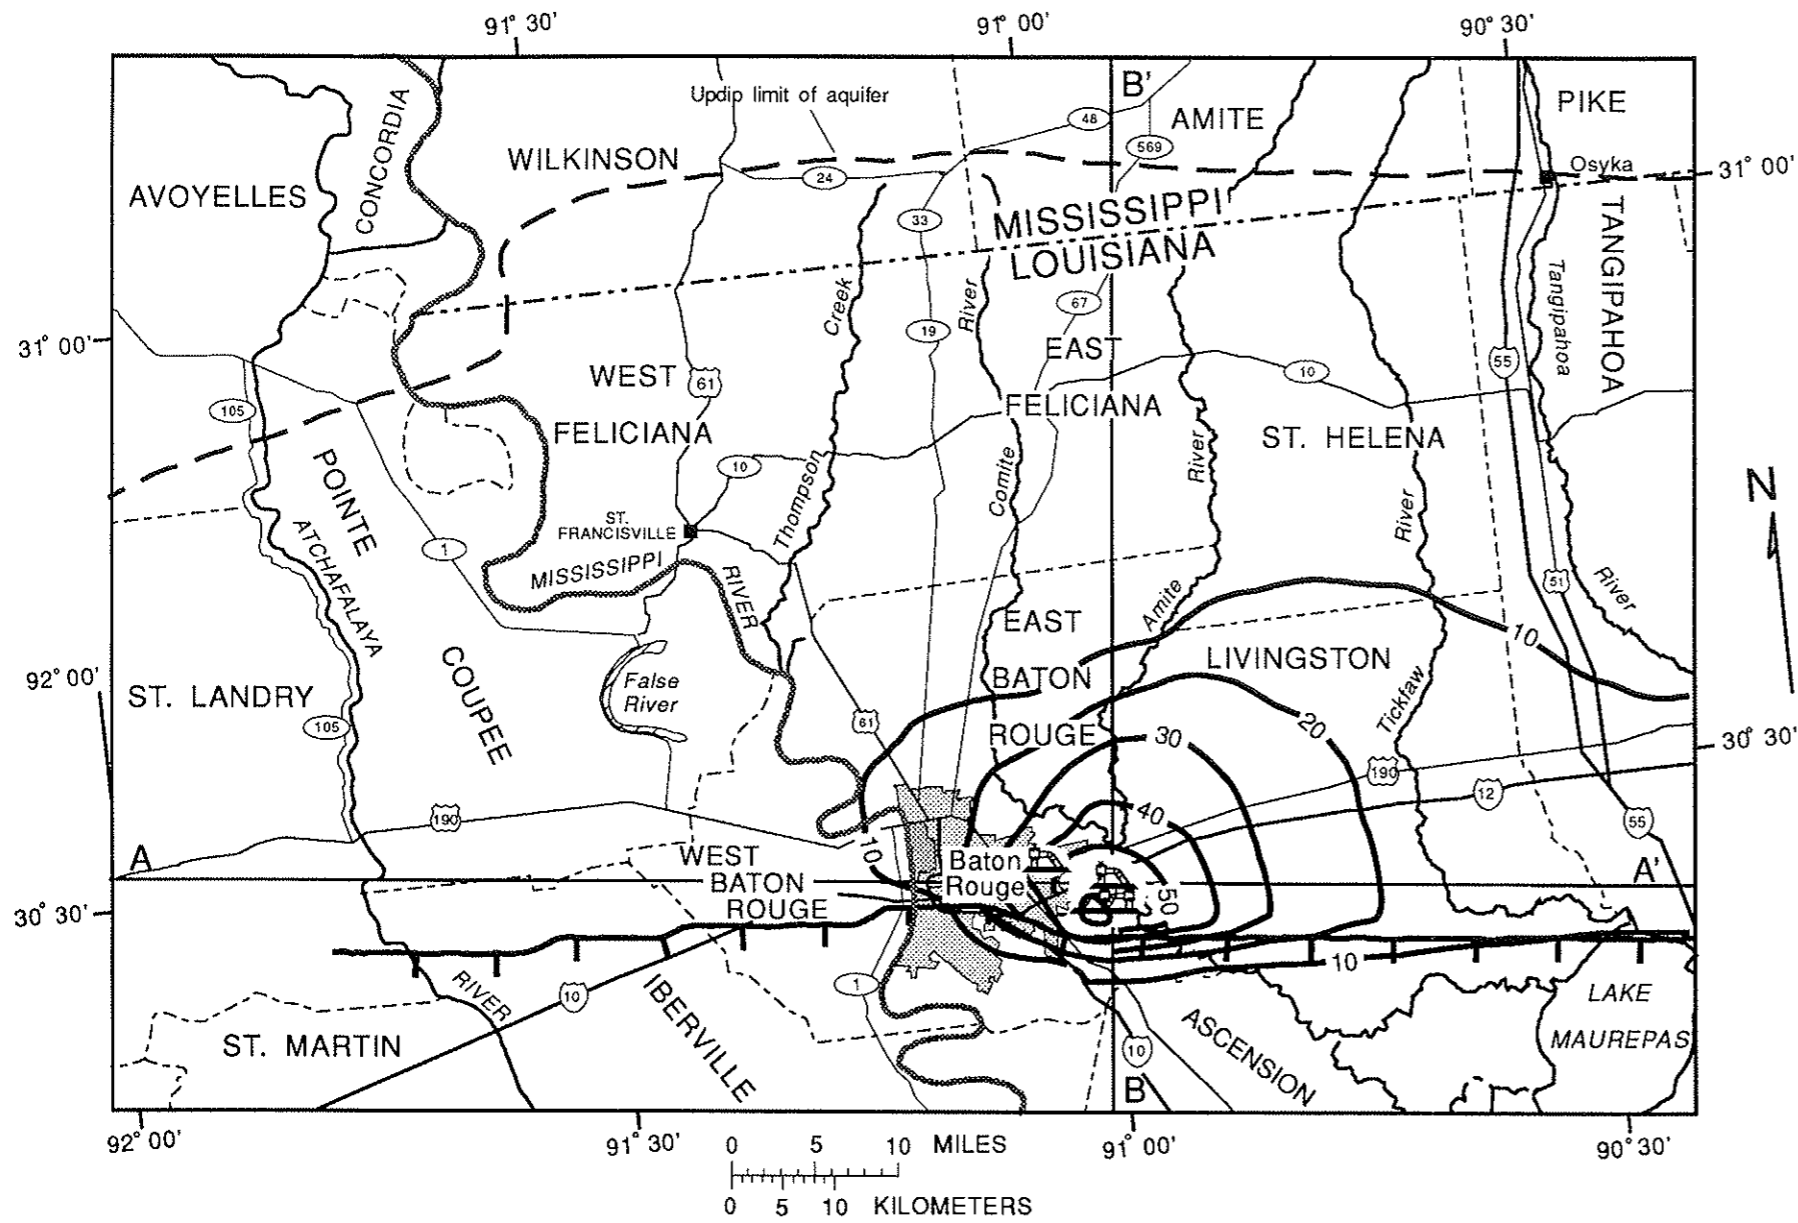 91° 30'
91° 00'
90° 30'
B'
PIKE
Updip limit of aquifer
CONCORDIA
48
AMITE
569
WILKINSON
Osyka
31° 00'
24
AVOYELLES
33
MISSISSIPPI
LOUISIANA
TANGIPAHOA
Creek
River
67
Tangipahoa
19
31° 00'
EAST
WEST
61
55
10
105
FELICIANA
FELICIANA
ST. HELENA
POINTE
10
Thompson
Comite
River
River
N
ST.
FRANCISVILLE
ATCHAFALAYA
1
MISSISSIPPI
RIVER
51
River
Amite
EAST
10
COUPEE
LIVINGSTON
92° 00'
ST. LANDRY
False
River
BATON
Tickfaw
105
61
ROUGE
30
20
30° 30'
190
12
190
40
55
A
10
WEST
BATON
ROUGE
Baton
Rouge
50
A'
30° 30'
10
RIVER
10
IBERVILLE
1
LAKE
MAUREPAS
ST. MARTIN
ASCENSION
10
B
92° 00'
91° 30'
91° 00'
90° 30'
0 5 10 MILES
0 5 10 KILOMETERS